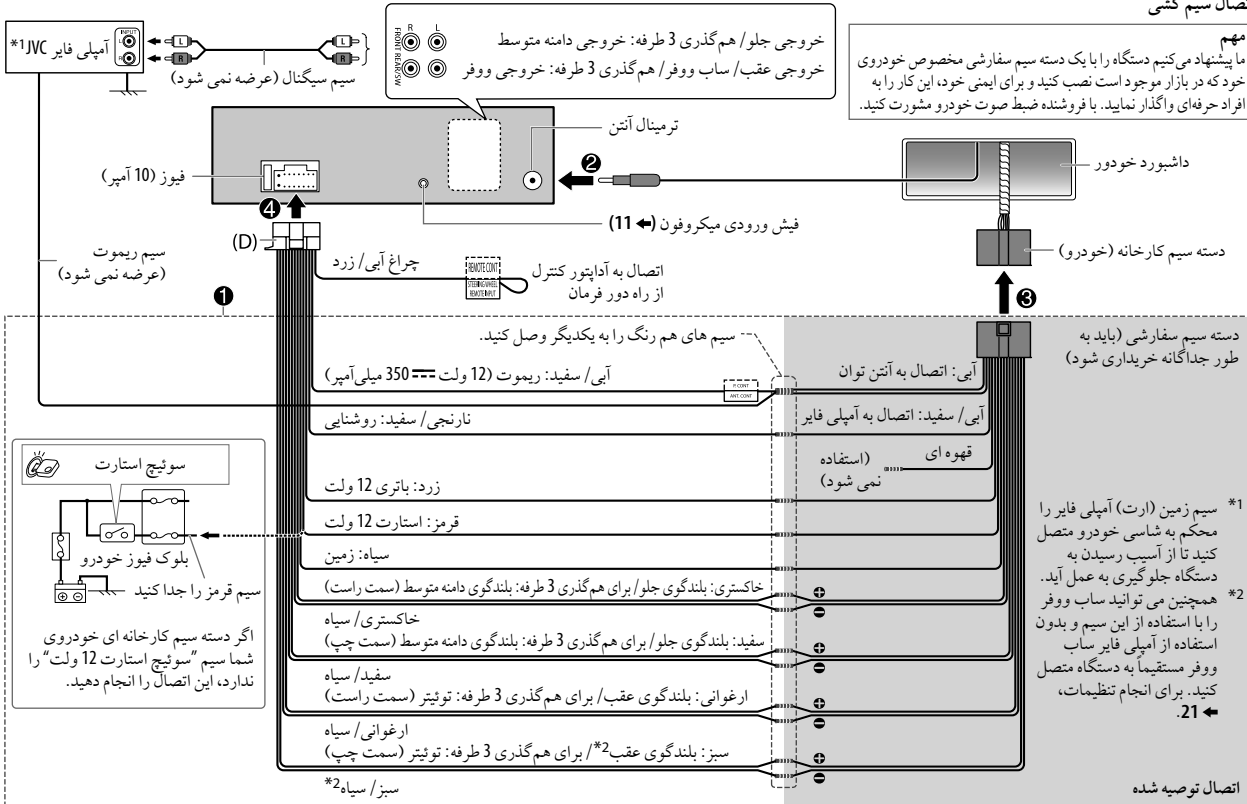 اتصال سیم کشی
مهم
ما پیشنهاد می‌کنیم دستگاه را با یک دسته سیم سفارشی مخصوص خودروی
خود که در بازار موجود است نصب کنید و برای ایمنی خود، این کار را به
افراد حرفه‌ای واگذار نمایید. با فروشنده ضبط صوت خودرو مشورت کنید.
R L
FRONT
REAR/SW
خروجی جلو/ هم‌گذری 3 طرفه: خروجی دامنه متوسط
خروجی عقب/ ساب ووفر/ هم‌گذری 3 طرفه: خروجی ووفر
آمپلی فایر JVC*1
INPUT
L
R
L
R
L
R
سیم سیگنال (عرضه نمی شود)
ترمینال آنتن
فیوز (10 آمپر)
فیش ورودی میکروفون (➜ 11)
داشبورد خودور
دسته سیم کارخانه (خودرو)
2
4
3
1
(D)
سیم ریموت
(عرضه نمی شود)
چراغ آبی/ زرد
REMOTE CONT
STEERING WHEEL
REMOTE INPUT
اتصال به آداپتور کنترل
از راه دور فرمان
سیم های هم رنگ را به یکدیگر وصل کنید.
دسته سیم سفارشی (باید به
طور جداگانه خریداری شود)
آبی/ سفید: ریموت (12 ولت ⎓ 350 میلی‌آمپر)
P. CONT
ANT. CONT
آبی: اتصال به آنتن توان
نارنجی/ سفید: روشنایی
آبی/ سفید: اتصال به آمپلی فایر
قهوه ای
(استفاده
نمی شود)
زرد: باتری 12 ولت
قرمز: استارت 12 ولت
سیاه: زمین
خاکستری: بلندگوی جلو/ برای هم‌گذری 3 طرفه: بلندگوی دامنه متوسط (سمت راست)
خاکستری/ سیاه
سفید: بلندگوی جلو/ برای هم‌گذری 3 طرفه: بلندگوی دامنه متوسط (سمت چپ)
سفید/ سیاه
ارغوانی: بلندگوی عقب/ برای هم‌گذری 3 طرفه: توئیتر (سمت راست)
ارغوانی/ سیاه
سبز: بلندگوی عقب2*/ برای هم‌گذری 3 طرفه: توئیتر (سمت چپ)
سبز/ سیاه2*
سوئیچ استارت
بلوک فیوز خودرو
سیم قرمز را جدا کنید
اگر دسته سیم کارخانه ای خودروی
شما سیم "سوئیچ استارت 12 ولت" را
ندارد، این اتصال را انجام دهید.
*1 سیم زمین (ارت) آمپلی فایر را
محکم به شاسی خودرو متصل
کنید تا از آسیب رسیدن به
دستگاه جلوگیری به عمل آید.
*2 همچنین می توانید ساب ووفر
را با استفاده از این سیم و بدون
استفاده از آمپلی فایر ساب
ووفر مستقیماً به دستگاه متصل
کنید. برای انجام تنظیمات،
➜ 21.
اتصال توصیه شده